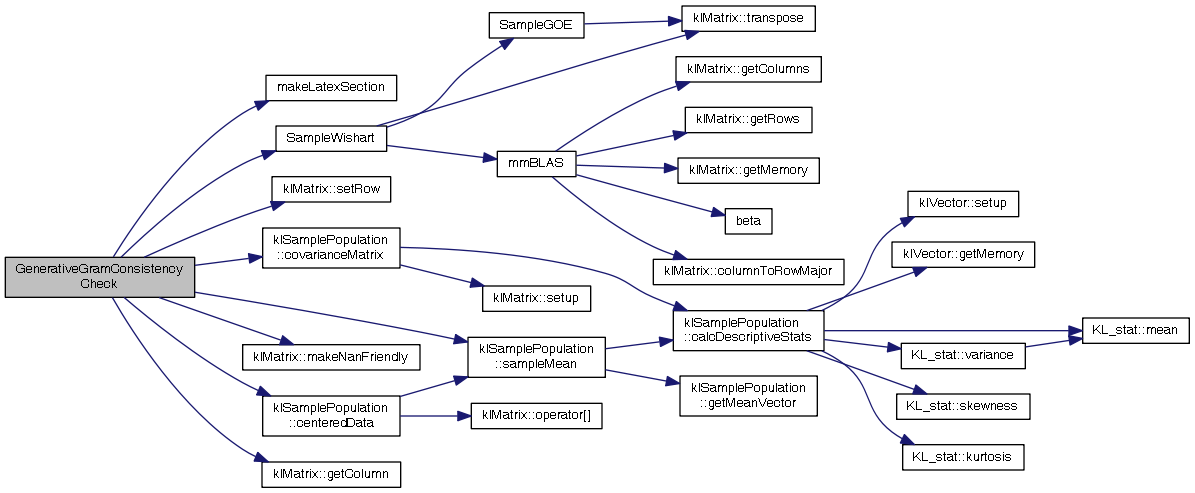 GenerativeGramConsistency
Check
makeLatexSection
SampleWishart
klMatrix::setRow
klSamplePopulation
::covarianceMatrix
klMatrix::makeNanFriendly
klSamplePopulation
::centeredData
klMatrix::getColumn
SampleGOE
mmBLAS
klMatrix::setup
klSamplePopulation
::sampleMean
klMatrix::operator[]
klMatrix::transpose
klMatrix::getColumns
klMatrix::getRows
klMatrix::getMemory
beta
klMatrix::columnToRowMajor
klSamplePopulation
::calcDescriptiveStats
klSamplePopulation
::getMeanVector
klVector::setup
klVector::getMemory
KL_stat::variance
KL_stat::skewness
KL_stat::kurtosis
KL_stat::mean